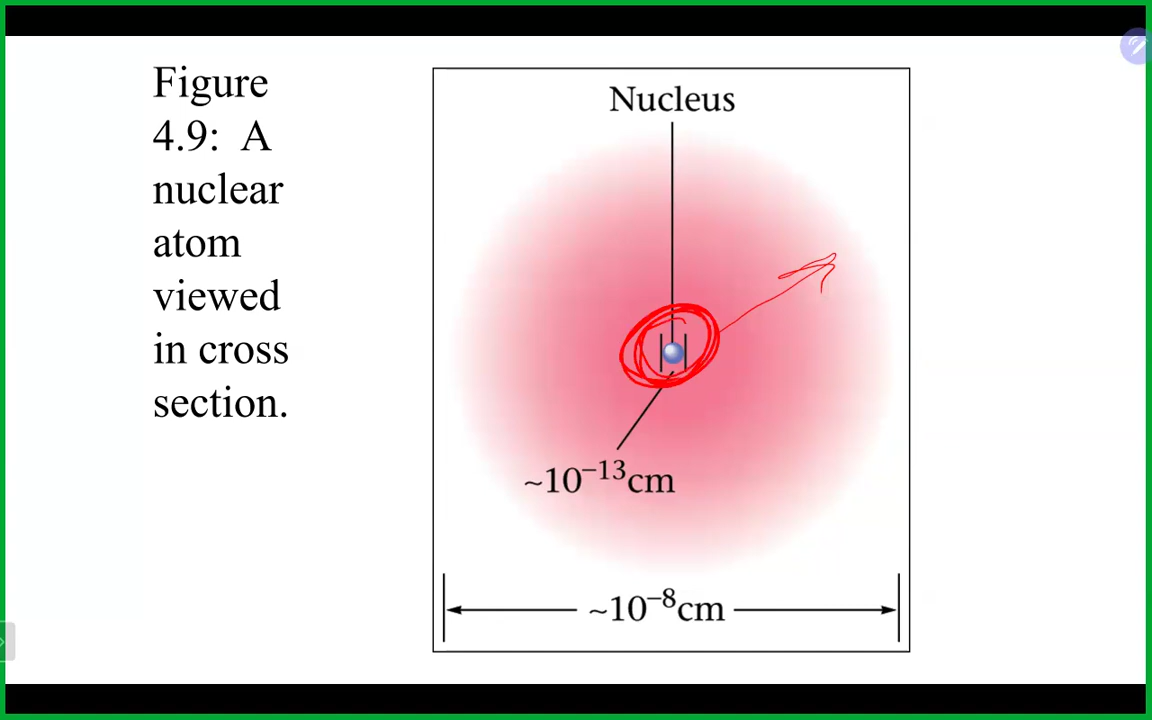 Figure
4.9: A
nuclear
atom
viewed
in cross
section.
Nucleus
~10⁻¹³cm
~10⁻⁸cm